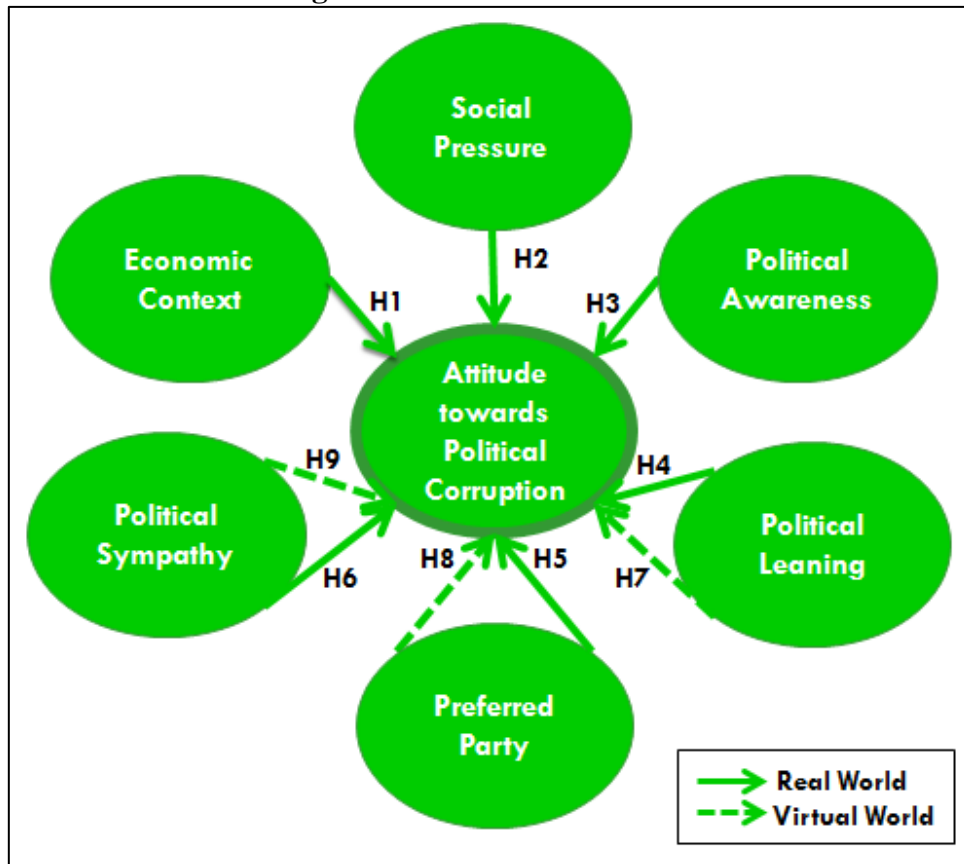 Social
Pressure
Economic
Context
H2
Political
Awareness
H1
H3
Attitude
towards
Political
Corruption
H9
H4
Political
Sympathy
Political
Leaning
H6
H8
H5
H7
Preferred
Party
Real World
Virtual World